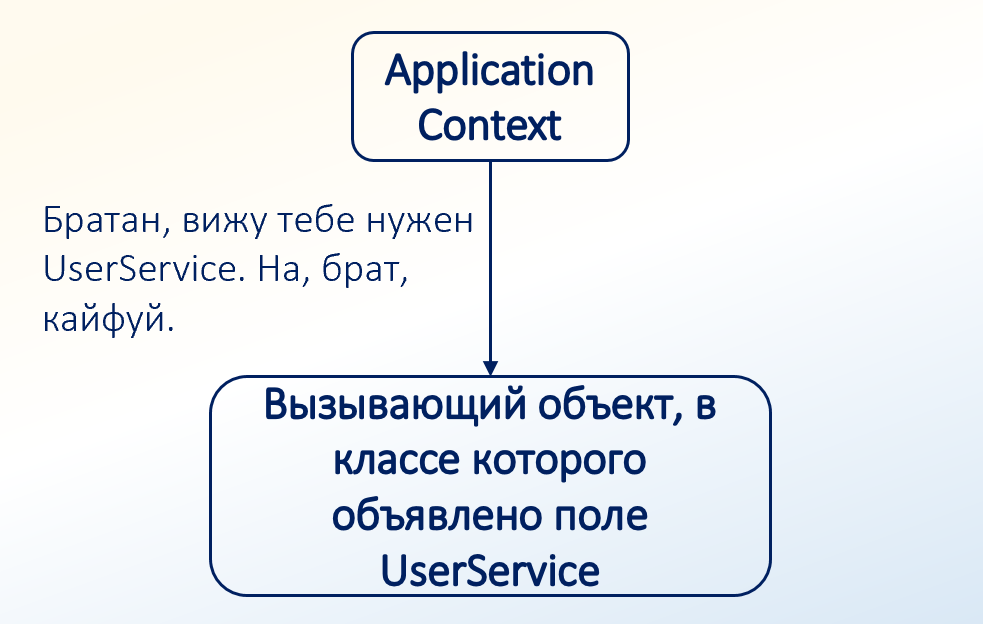 Application
Context
Братан, вижу тебе нужен
UserService. На, брат,
кайфуй.
Вызывающий объект, в
классе которого
объявлено поле
UserService